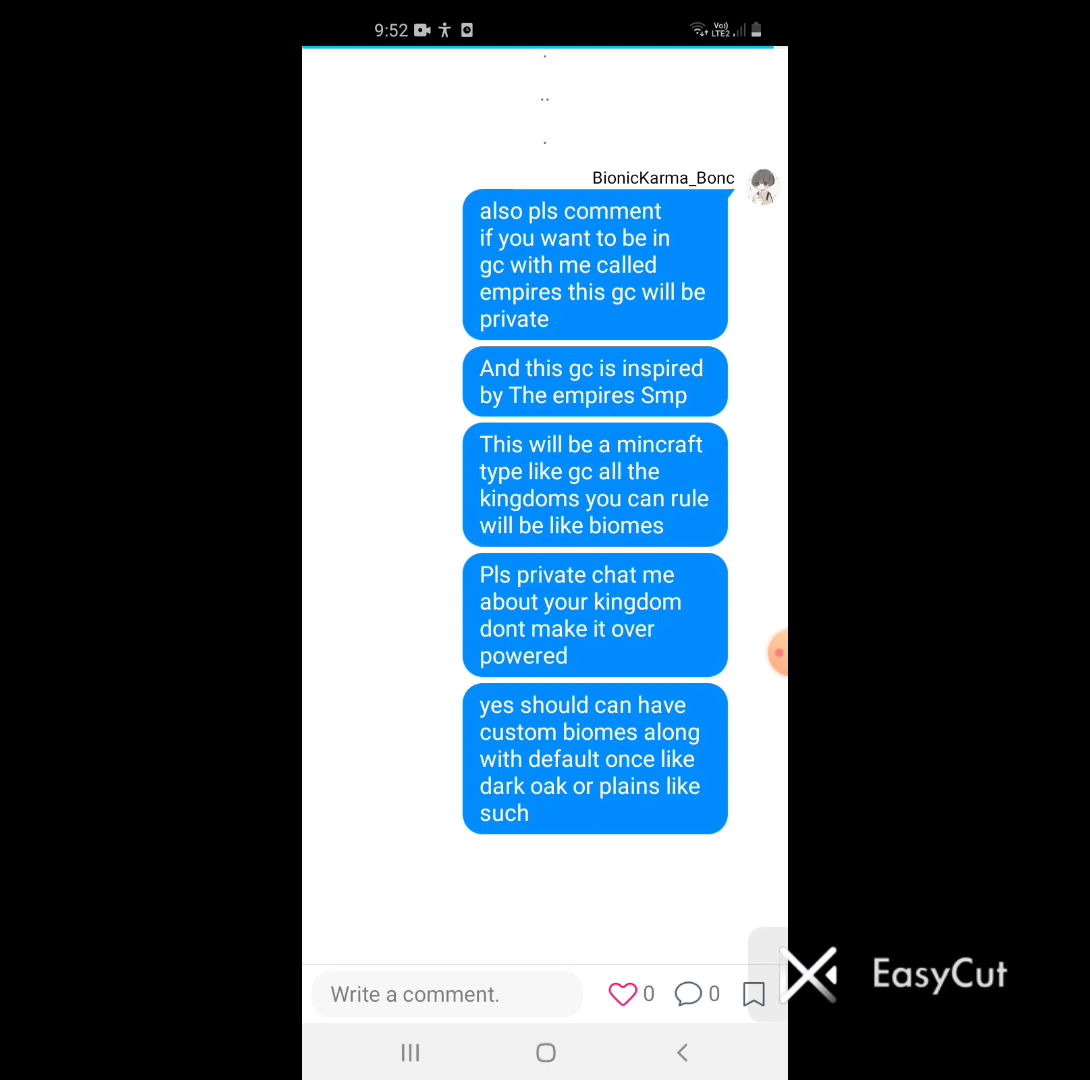 9:52
Vo))
LTE2
.
..
.
BionicKarma_Bonc
also pls comment
if you want to be in
gc with me called
empires this gc will be
private
And this gc is inspired
by The empires Smp
This will be a mincraft
type like gc all the
kingdoms you can rule
will be like biomes
Pls private chat me
about your kingdom
dont make it over
powered
yes should can have
custom biomes along
with default once like
dark oak or plains like
such
Write a comment.
0
0
EasyCut